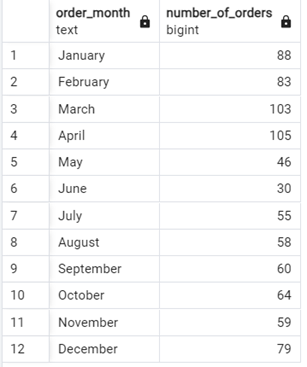 order_month number_of_orders
text bigint
1 January 88
2 February 83
3 March 103
4 April 105
5 May 46
6 June 30
7 July 55
8 August 58
9 September 60
10 October 64
11 November 59
12 December 79